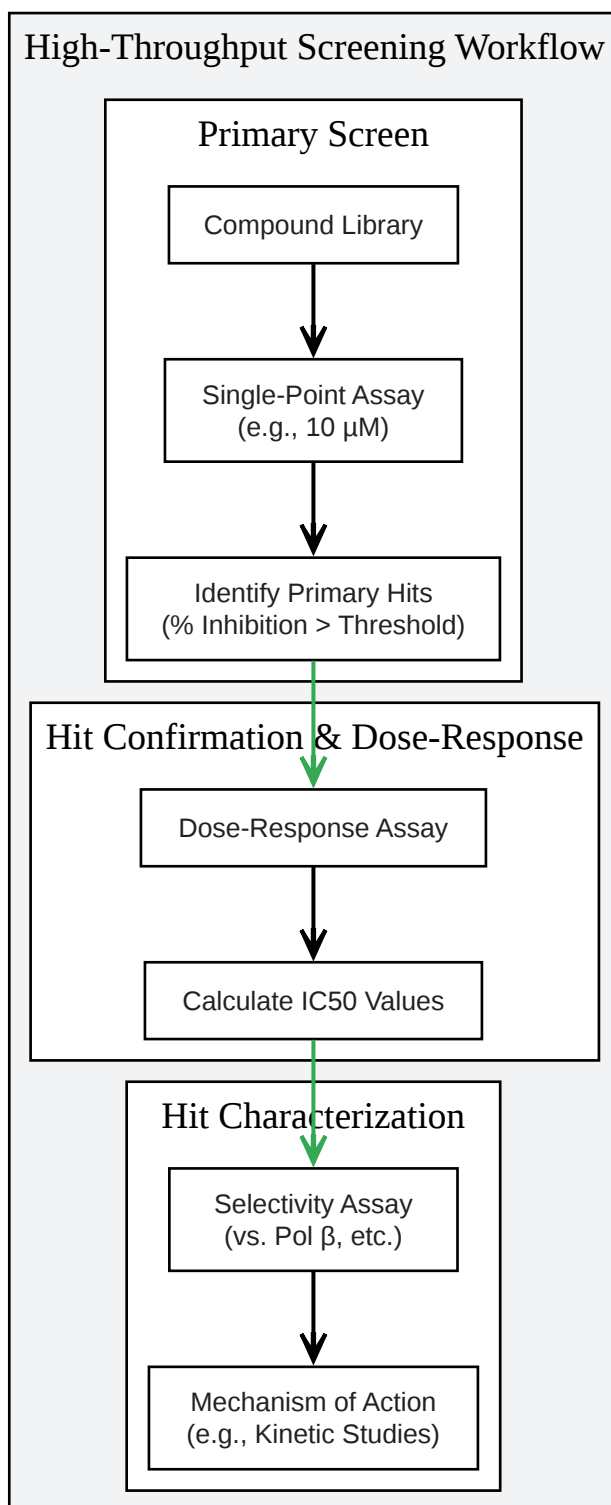 High-Throughput Screening Workflow
Primary Screen
Compound Library
Single-Point Assay
(e.g., 10 µM)
Identify Primary Hits
(% Inhibition > Threshold)
Hit Confirmation & Dose-Response
Dose-Response Assay
Calculate IC50 Values
Hit Characterization
Selectivity Assay
(vs. Pol β, etc.)
Mechanism of Action
(e.g., Kinetic Studies)